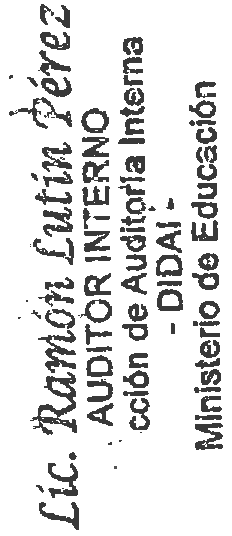 Lic. Ramón Lutín Pérez
AUDITOR INTERNO
cción de Auditoría Interna
- DIDAI -
Ministerio de Educación